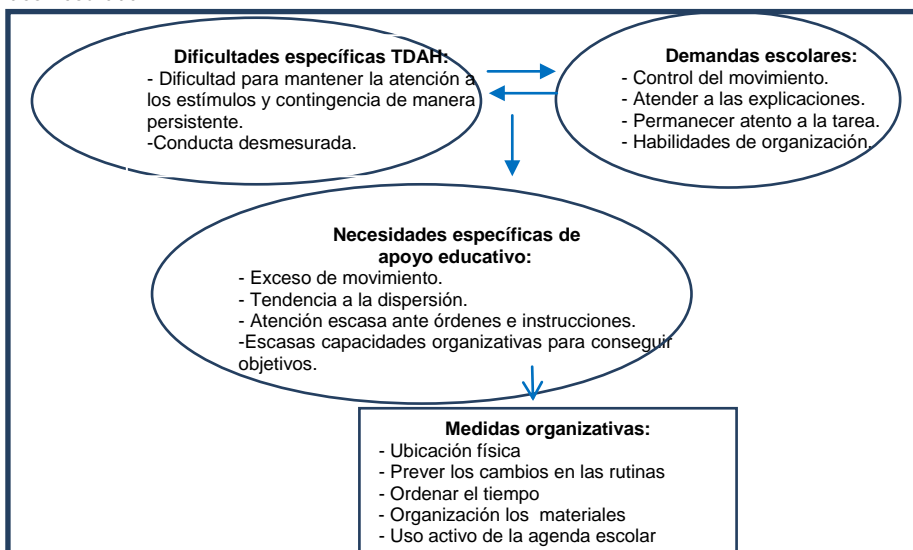 Dificultades específicas TDAH:
- Dificultad para mantener la atención a
los estímulos y contingencia de manera
persistente.
-Conducta desmesurada.
Demandas escolares:
- Control del movimiento.
- Atender a las explicaciones.
- Permanecer atento a la tarea.
- Habilidades de organización.
Necesidades específicas de
apoyo educativo:
- Exceso de movimiento.
- Tendencia a la dispersión.
- Atención escasa ante órdenes e instrucciones.
-Escasas capacidades organizativas para conseguir
objetivos.
Medidas organizativas:
- Ubicación física
- Prever los cambios en las rutinas
- Ordenar el tiempo
- Organización los materiales
- Uso activo de la agenda escolar